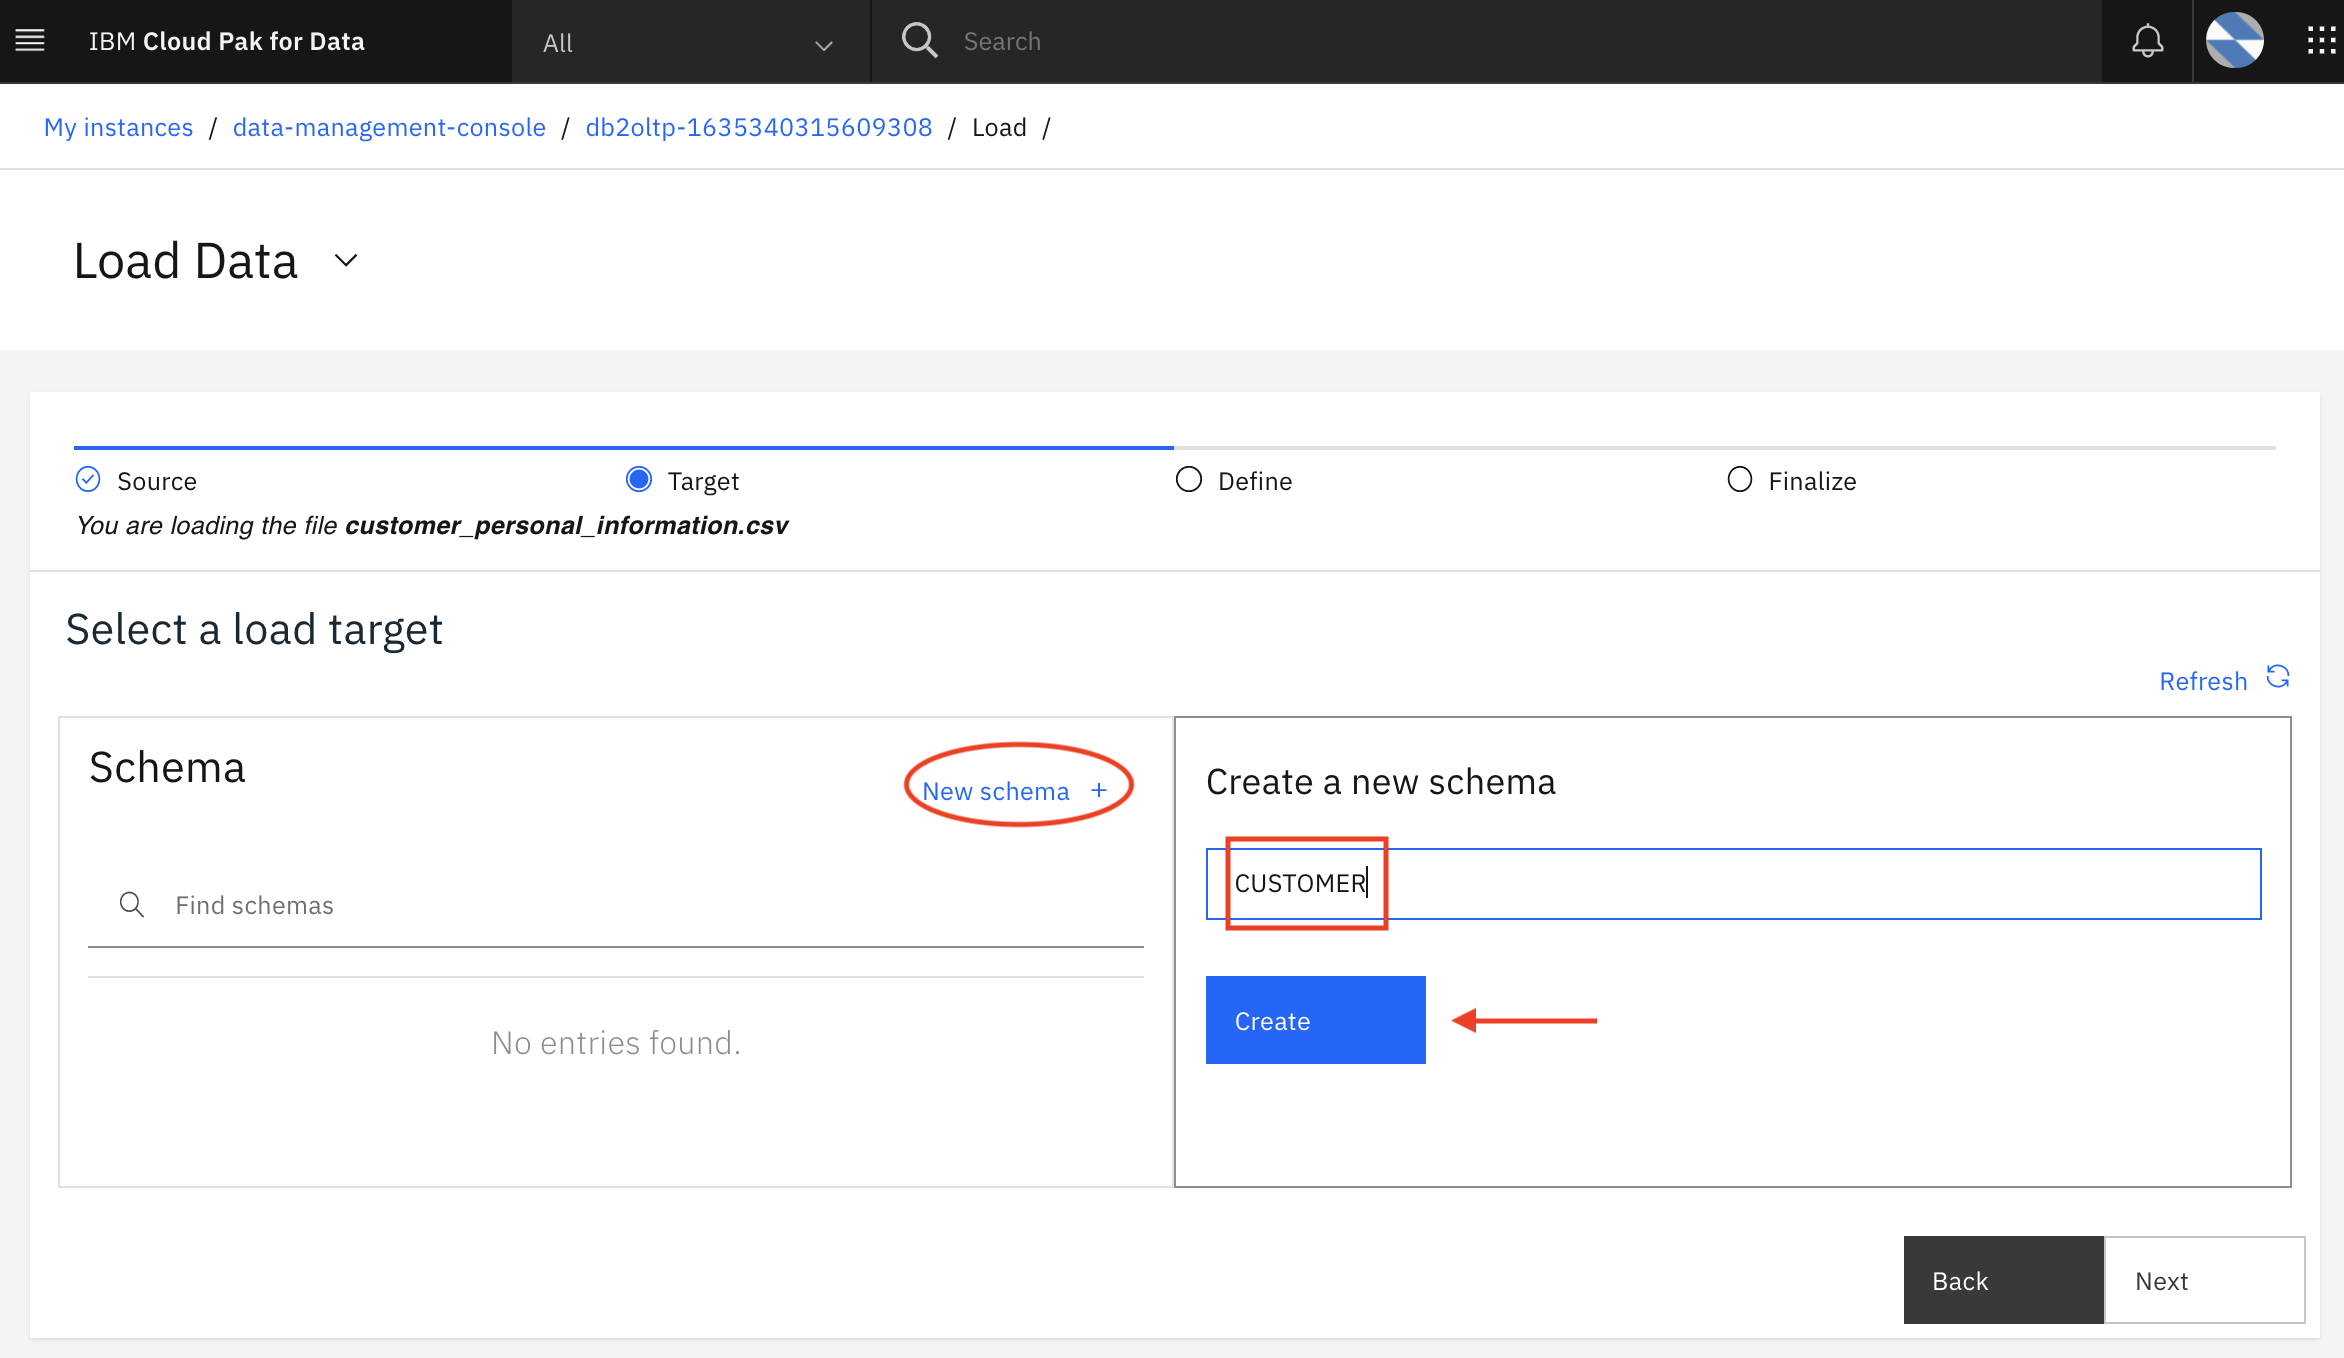 IBM Cloud Pak for Data
All
Search
My instances / data-management-console / db2oltp-1635340315609308 / Load /
Load Data
Source
Target
Define
Finalize
You are loading the file customer_personal_information.csv
Select a load target
Refresh
Schema
New schema +
Find schemas
No entries found.
Create a new schema
CUSTOMER
Create
Back
Next